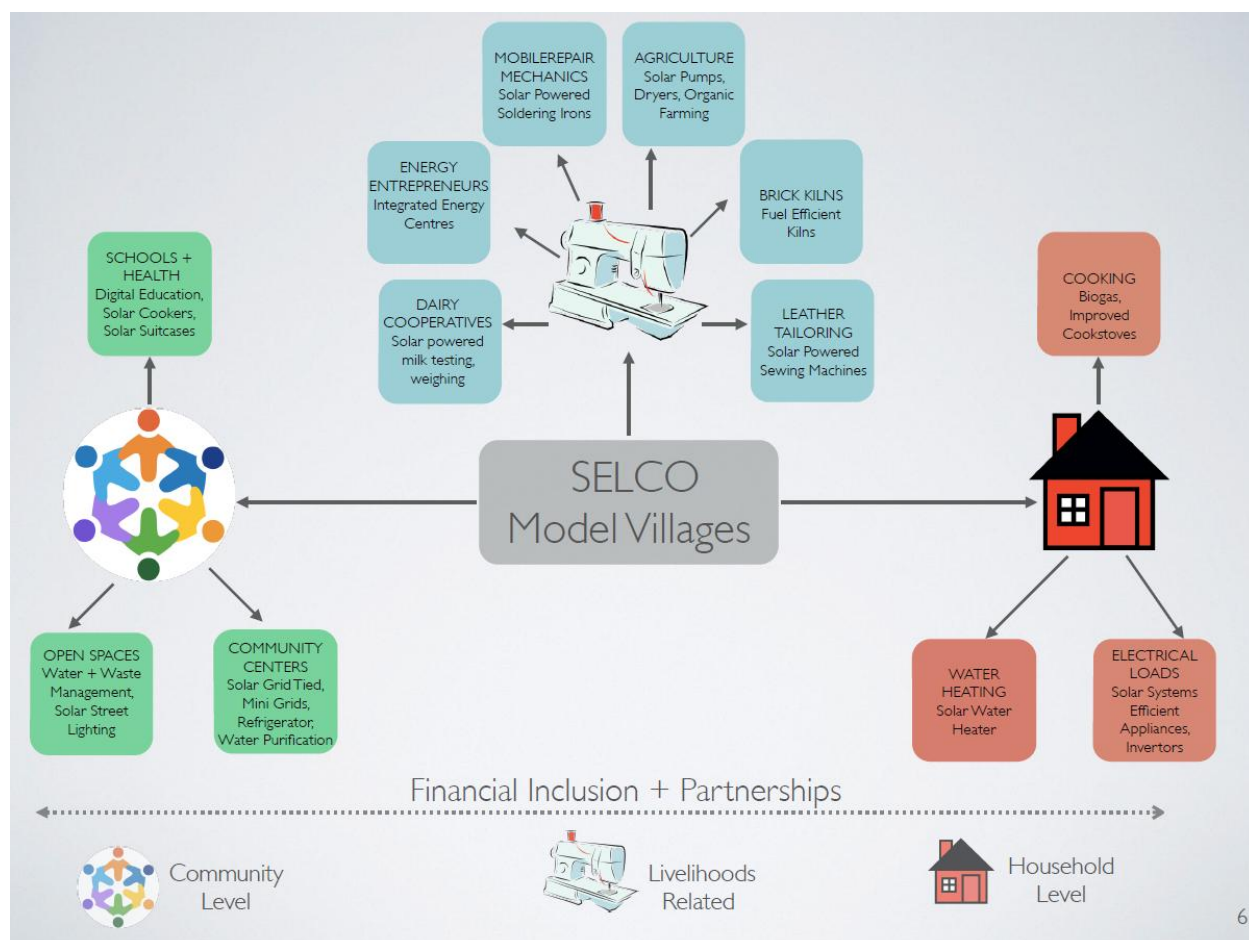 MOBILEREPAIR
MECHANICS
Solar Powered
Soldering Irons
AGRICULTURE
Solar Pumps,
Dryers, Organic
Farming
ENERGY
ENTREPRENEURS
Integrated Energy
Centres
BRICK KILNS
Fuel Efficient
Kilns
SCHOOLS +
HEALTH
Digital Education,
Solar Cookers,
Solar Suitcases
DAIRY
COOPERATIVES
Solar powered
milk testing,
weighing
LEATHER
TAILORING
Solar Powered
Sewing Machines
COOKING
Biogas,
Improved
Cookstoves
SELCO
Model Villages
OPEN SPACES
Water + Waste
Management,
Solar Street
Lighting
COMMUNITY
CENTERS
Solar Grid Tied,
Mini Grids,
Refrigerator,
Water Purification
WATER
HEATING
Solar Water
Heater
ELECTRICAL
LOADS
Solar Systems
Efficient
Appliances,
Invertors
Financial Inclusion + Partnerships
Community
Level
Livelihoods
Related
Household
Level
6